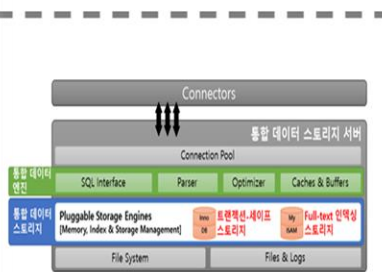 Connectors
통합 데이터 스토리지 서버
Connection Pool
통합 데이터
엔진
SQL Interface
Parser
Optimizer
Caches & Buffers
통합 데이터
스토리지
Pluggable Storage Engines
[Memory, Index & Storage Management]
Inno
DB
트랜잭션-세이프
스토리지
My
ISAM
Full-text 인덱싱
스토리지
File System
Files & Logs